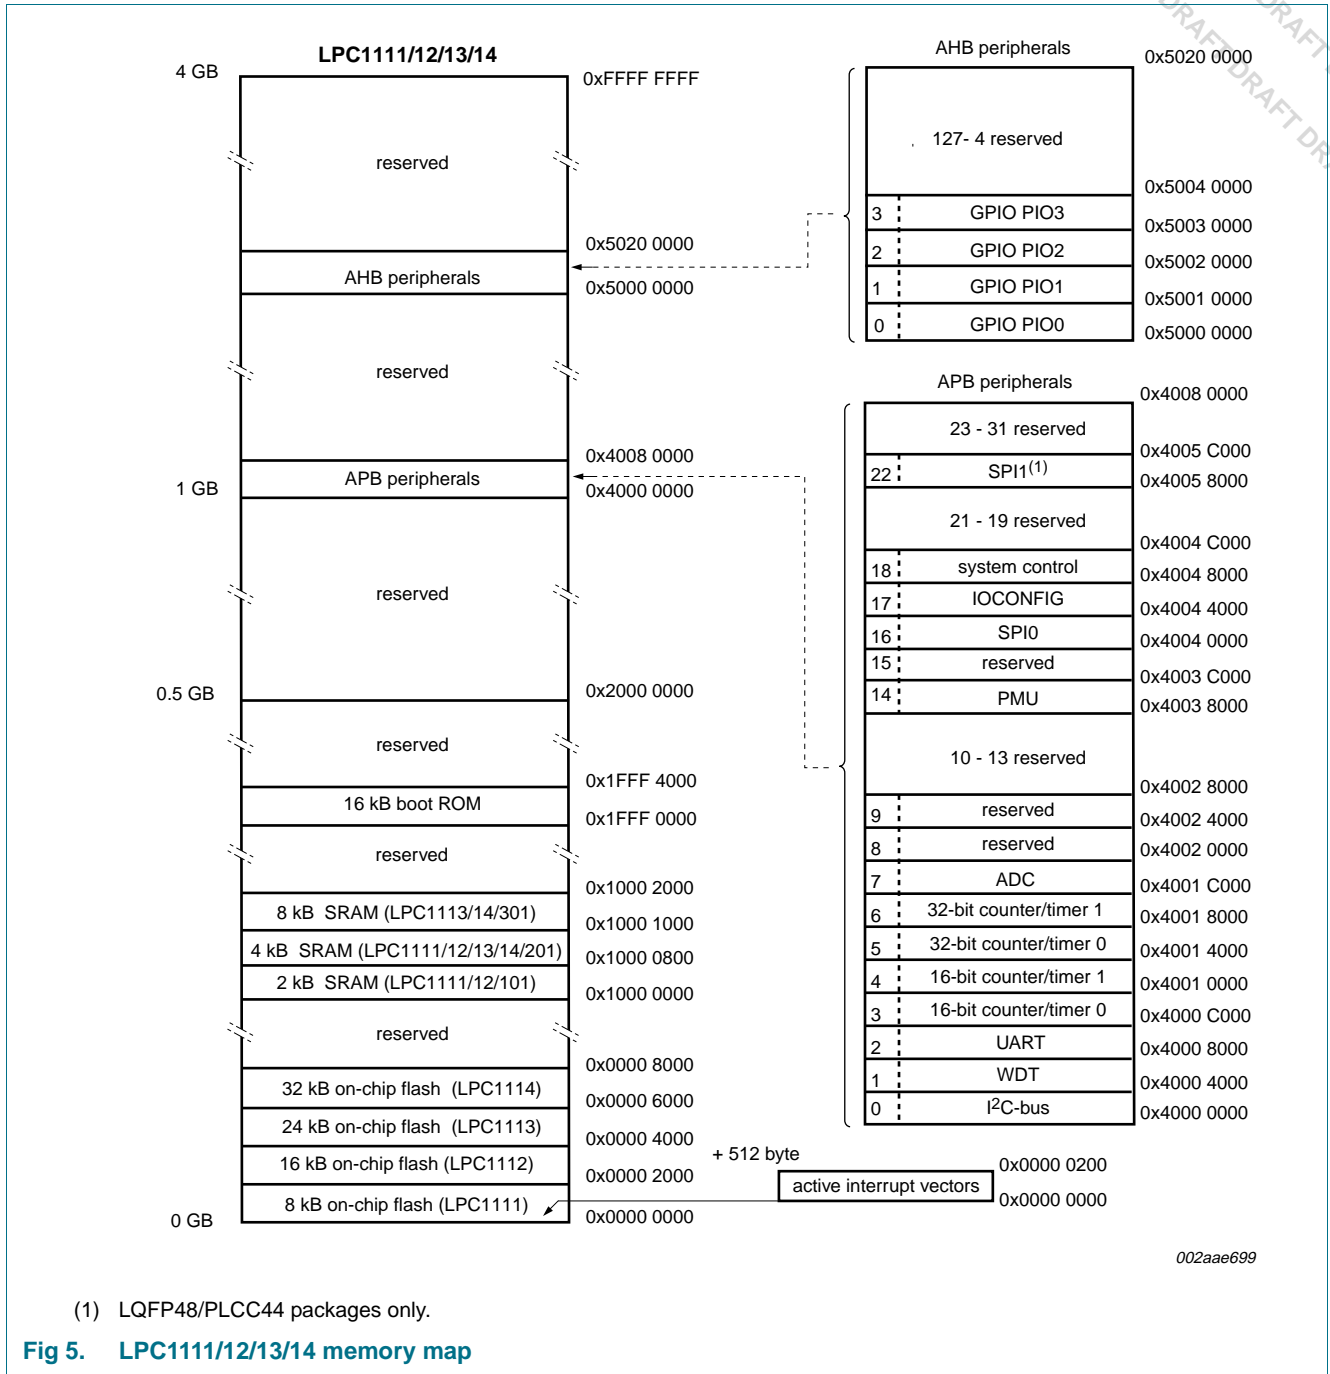 DRAFT DRAFT DRAFT DRAFT
LPC1111/12/13/14
4 GB
0xFFFF FFFF
reserved
0x5020 0000
AHB peripherals
0x5000 0000
reserved
0x4008 0000
APB peripherals
1 GB
0x4000 0000
reserved
0.5 GB
0x2000 0000
reserved
0x1FFF 4000
16 kB boot ROM
0x1FFF 0000
reserved
0x1000 2000
8 kB SRAM (LPC1113/14/301)
0x1000 1000
4 kB SRAM (LPC1111/12/13/14/201)
0x1000 0800
2 kB SRAM (LPC1111/12/101)
0x1000 0000
reserved
0x0000 8000
32 kB on-chip flash (LPC1114)
0x0000 6000
24 kB on-chip flash (LPC1113)
0x0000 4000
16 kB on-chip flash (LPC1112)
0x0000 2000
8 kB on-chip flash (LPC1111)
0 GB
0x0000 0000
AHB peripherals
0x5020 0000
127- 4 reserved
0x5004 0000
3 GPIO PIO3
0x5003 0000
2 GPIO PIO2
0x5002 0000
1 GPIO PIO1
0x5001 0000
0 GPIO PIO0
0x5000 0000
APB peripherals
0x4008 0000
23 - 31 reserved
0x4005 C000
22 SPI1(1)
0x4005 8000
21 - 19 reserved
0x4004 C000
18 system control
0x4004 8000
17 IOCONFIG
0x4004 4000
16 SPI0
0x4004 0000
15 reserved
0x4003 C000
14 PMU
0x4003 8000
10 - 13 reserved
0x4002 8000
9 reserved
0x4002 4000
8 reserved
0x4002 0000
7 ADC
0x4001 C000
6 32-bit counter/timer 1
0x4001 8000
5 32-bit counter/timer 0
0x4001 4000
4 16-bit counter/timer 1
0x4001 0000
3 16-bit counter/timer 0
0x4000 C000
2 UART
0x4000 8000
1 WDT
0x4000 4000
0 I2C-bus
0x4000 0000
+ 512 byte
0x0000 0200
active interrupt vectors
0x0000 0000
002aae699
(1) LQFP48/PLCC44 packages only.
Fig 5. LPC1111/12/13/14 memory map